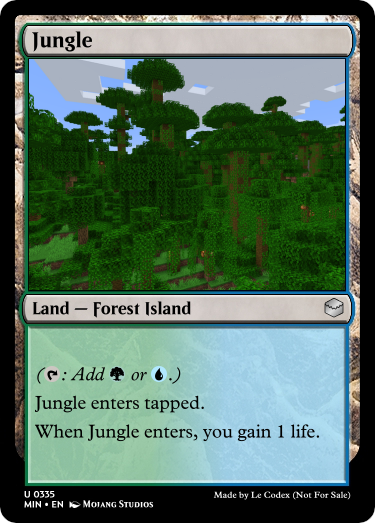 Jungle
Land — Forest Island
(: Add or .)
Jungle enters tapped.
When Jungle enters, you gain 1 life.
U 0335
MIN • EN Mojang Studios
Made by Le Codex (Not For Sale)